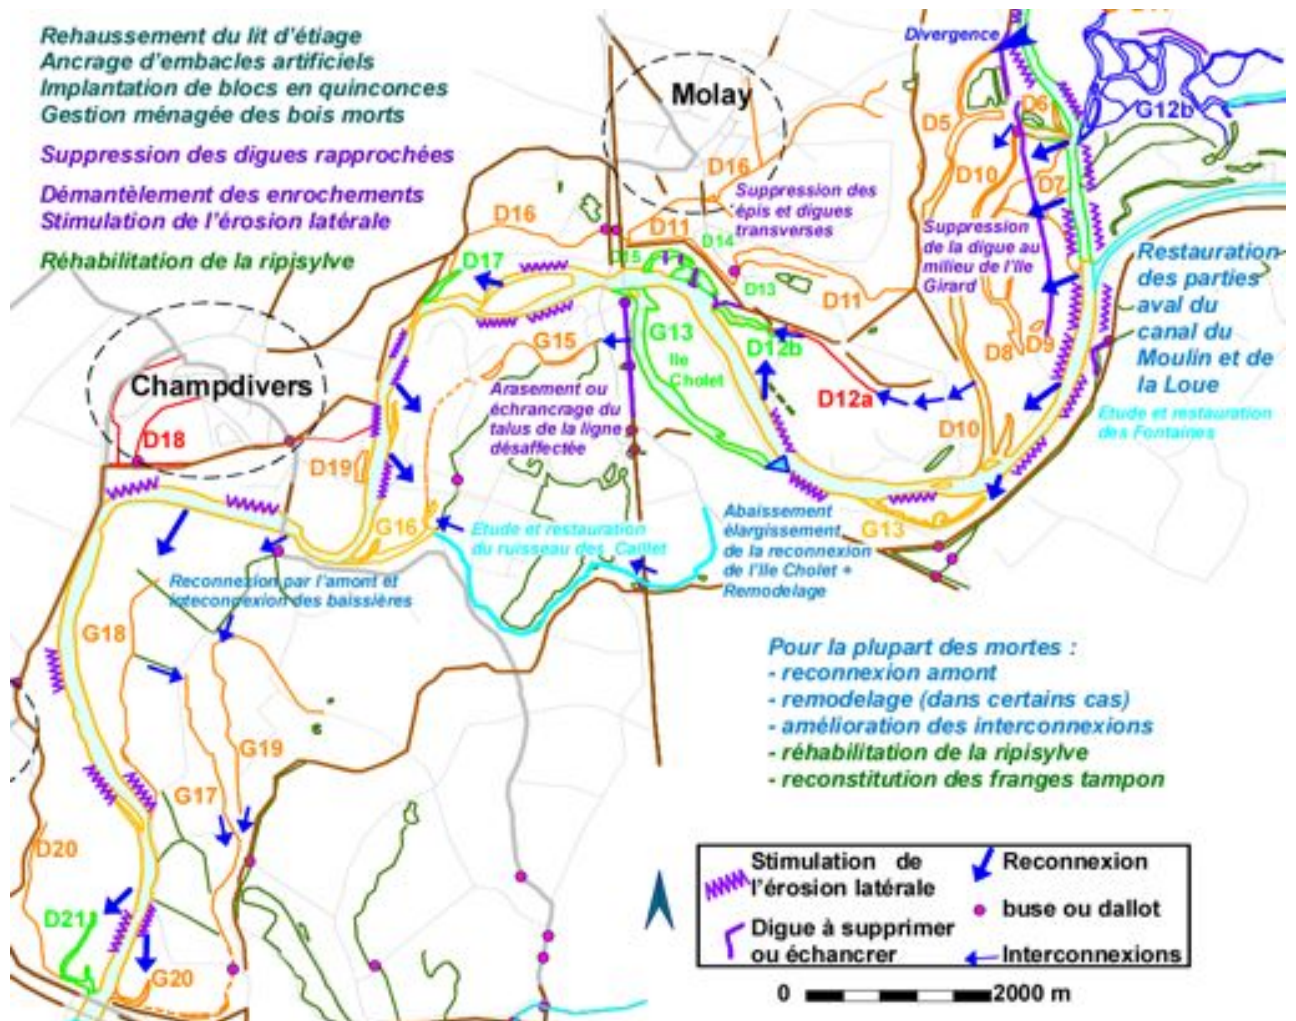 Rehaussement du lit d'étiage
Ancrage d'embacles artificiels
Implantation de blocs en quinconces
Gestion ménagée des bois morts
Suppression des digues rapprochées
Démantèlement des enrochements
Stimulation de l'érosion latérale
Réhabilitation de la ripisylve
Divergence
Molay
D5
D6
G12b
D16
D10
D7
Suppression des
épis et digues
transverses
D16
D11
D14
D15
D17
D13
D11
Suppression
de la digue au
milieu de l'Ile
Girard
Restauration
des parties
aval du
canal du
Moulin et de
la Loue
Etude et restauration
des Fontaines
G15
G13
Ile
Cholet
D12b
D8
D9
D12a
Champdivers
Arasement ou
échrancrage du
talus de la ligne
désaffectée
D18
D19
D10
G16
G13
Etude et restauration
du ruisseau des Caillet
Abaissement
élargissement
de la reconnexion
de l'Ile Cholet +
Remodelage
Reconnexion par l'amont et
inteconnexion des baissières
G18
Pour la plupart des mortes :
- reconnexion amont
- remodelage (dans certains cas)
- amélioration des interconnexions
- réhabilitation de la ripisylve
- reconstitution des franges tampon
G19
G17
D20
D21
G20
Stimulation de
l'érosion latérale
Reconnexion
buse ou dallot
Digue à supprimer
ou échancrer
Interconnexions
0 2000 m